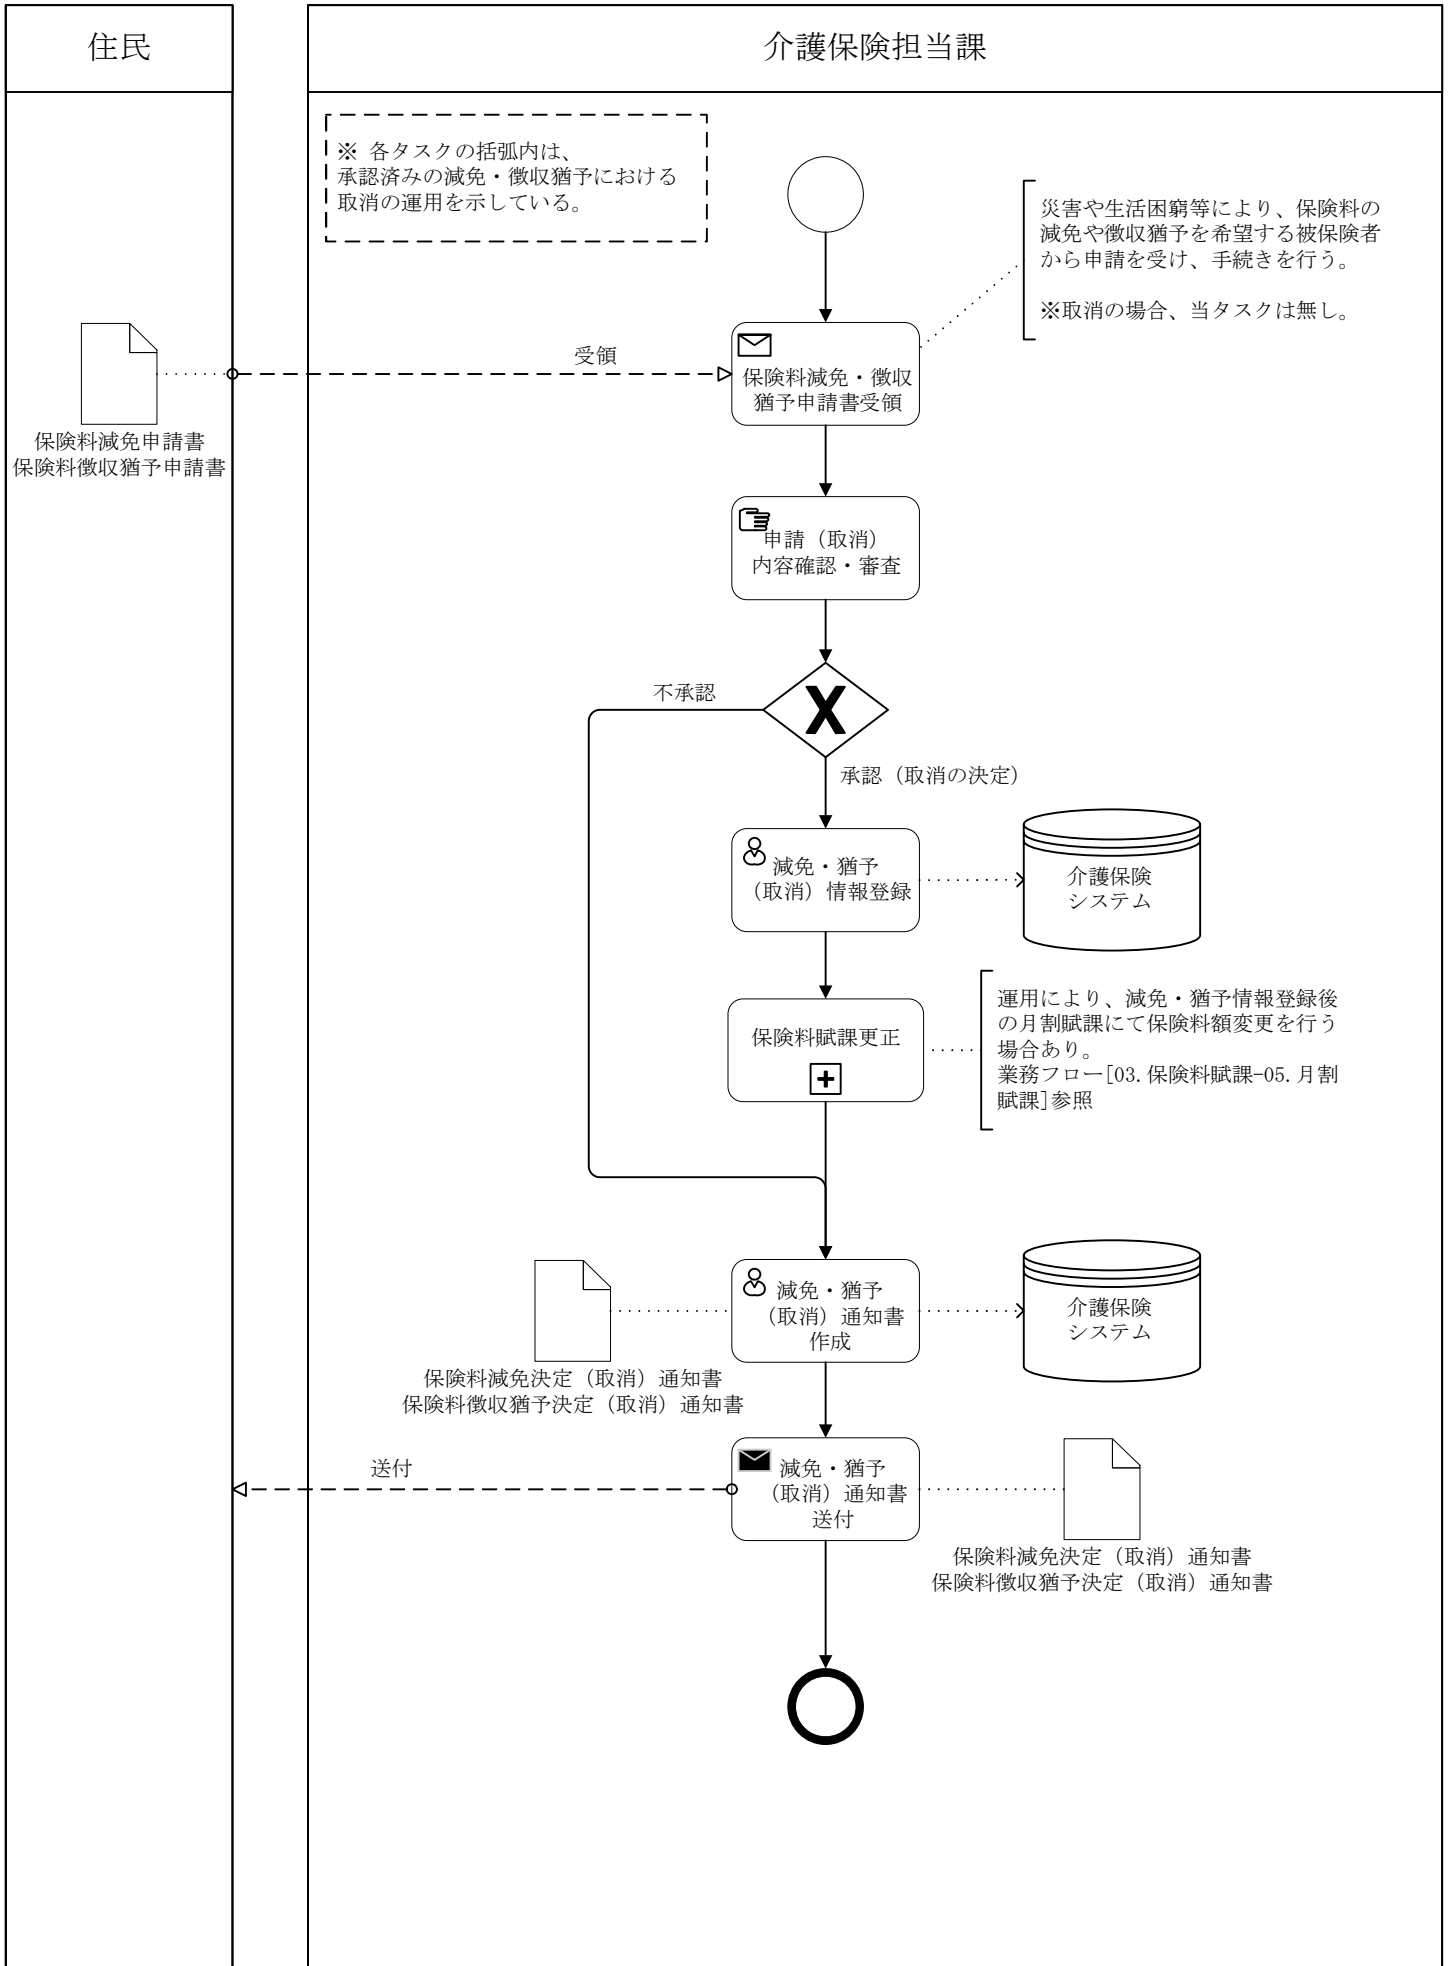 住民
介護保険担当課
※ 各タスクの括弧内は、
承認済みの減免・徴収猶予における
取消の運用を示している。
災害や生活困窮等により、保険料の
減免や徴収猶予を希望する被保険者
から申請を受け、手続きを行う。
※取消の場合、当タスクは無し。
受領
保険料減免・徴収
猶予申請書受領
保険料減免申請書
保険料徴収猶予申請書
申請（取消）
内容確認・審査
不承認
X
承認（取消の決定）
減免・猶予
（取消）情報登録
介護保険
システム
保険料賦課更正
運用により、減免・猶予情報登録後
の月割賦課にて保険料額変更を行う
場合あり。
業務フロー[03.保険料賦課-05.月割
賦課]参照
減免・猶予
（取消）通知書
作成
介護保険
システム
保険料減免決定（取消）通知書
保険料徴収猶予決定（取消）通知書
送付
減免・猶予
（取消）通知書
送付
保険料減免決定（取消）通知書
保険料徴収猶予決定（取消）通知書